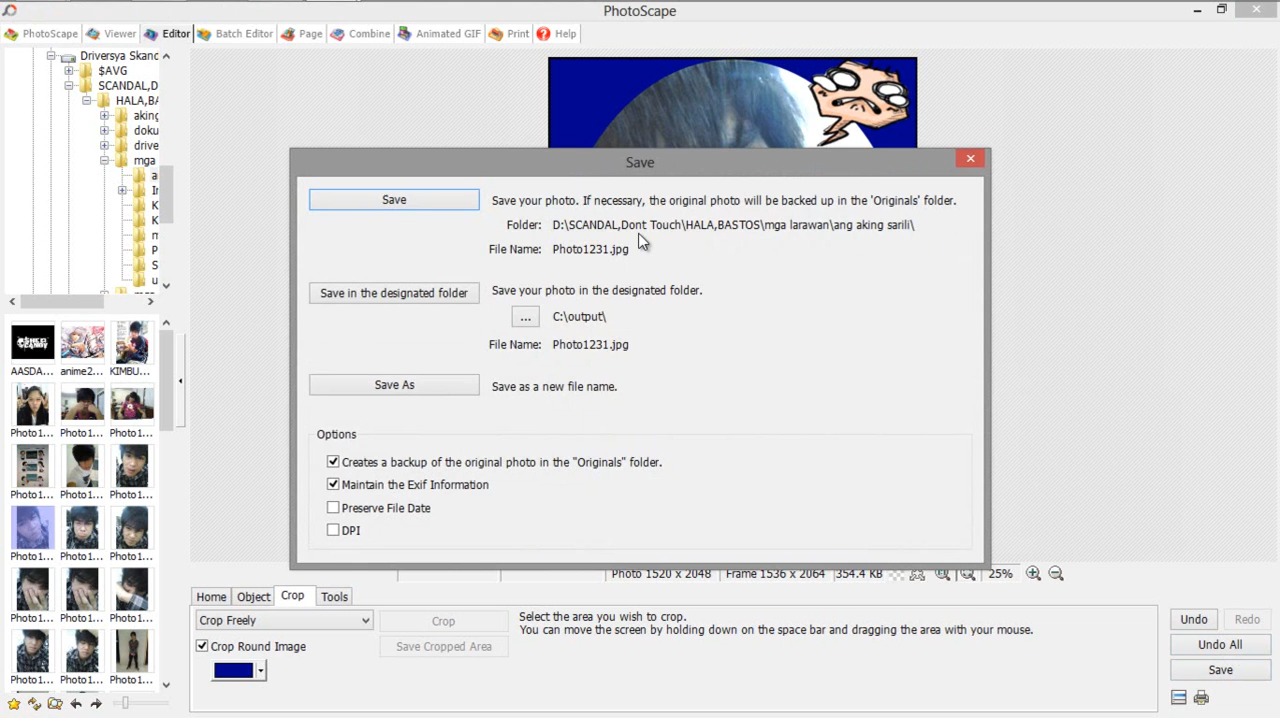 PhotoScape
PhotoScape Viewer Editor Batch Editor Page Combine Animated GIF Print Help
Driversya Skand
$AVG
SCANDAL,D
HALA,BA
aking
doku
drive
mga
a
K
K
m
P
S
u
Save
Save
Save your photo. If necessary, the original photo will be backed up in the 'Originals' folder.
Folder: D:\SCANDAL,Dont Touch\HALA,BASTOS\mga larawan\ang aking sarili\
File Name: Photo1231.jpg
Save in the designated folder
Save your photo in the designated folder.
... C:\output\
File Name: Photo1231.jpg
Save As
Save as a new file name.
Options
Creates a backup of the original photo in the "Originals" folder.
Maintain the Exif Information
Preserve File Date
DPI
AASDA... anime2... KIMBU...
Photo1... Photo1... Photo1...
Photo1... Photo1... Photo1...
Photo1... Photo1... Photo1...
Photo1... Photo1... Photo1...
Photo1... Photo1... Photo1...
Photo 1520 x 2048 Frame 1536 x 2064 354.4 KB 25%
Home Object Crop Tools
Crop Freely
Crop
Select the area you wish to crop.
You can move the screen by holding down on the space bar and dragging the area with your mouse.
Crop Round Image
Save Cropped Area
Undo Redo
Undo All
Save